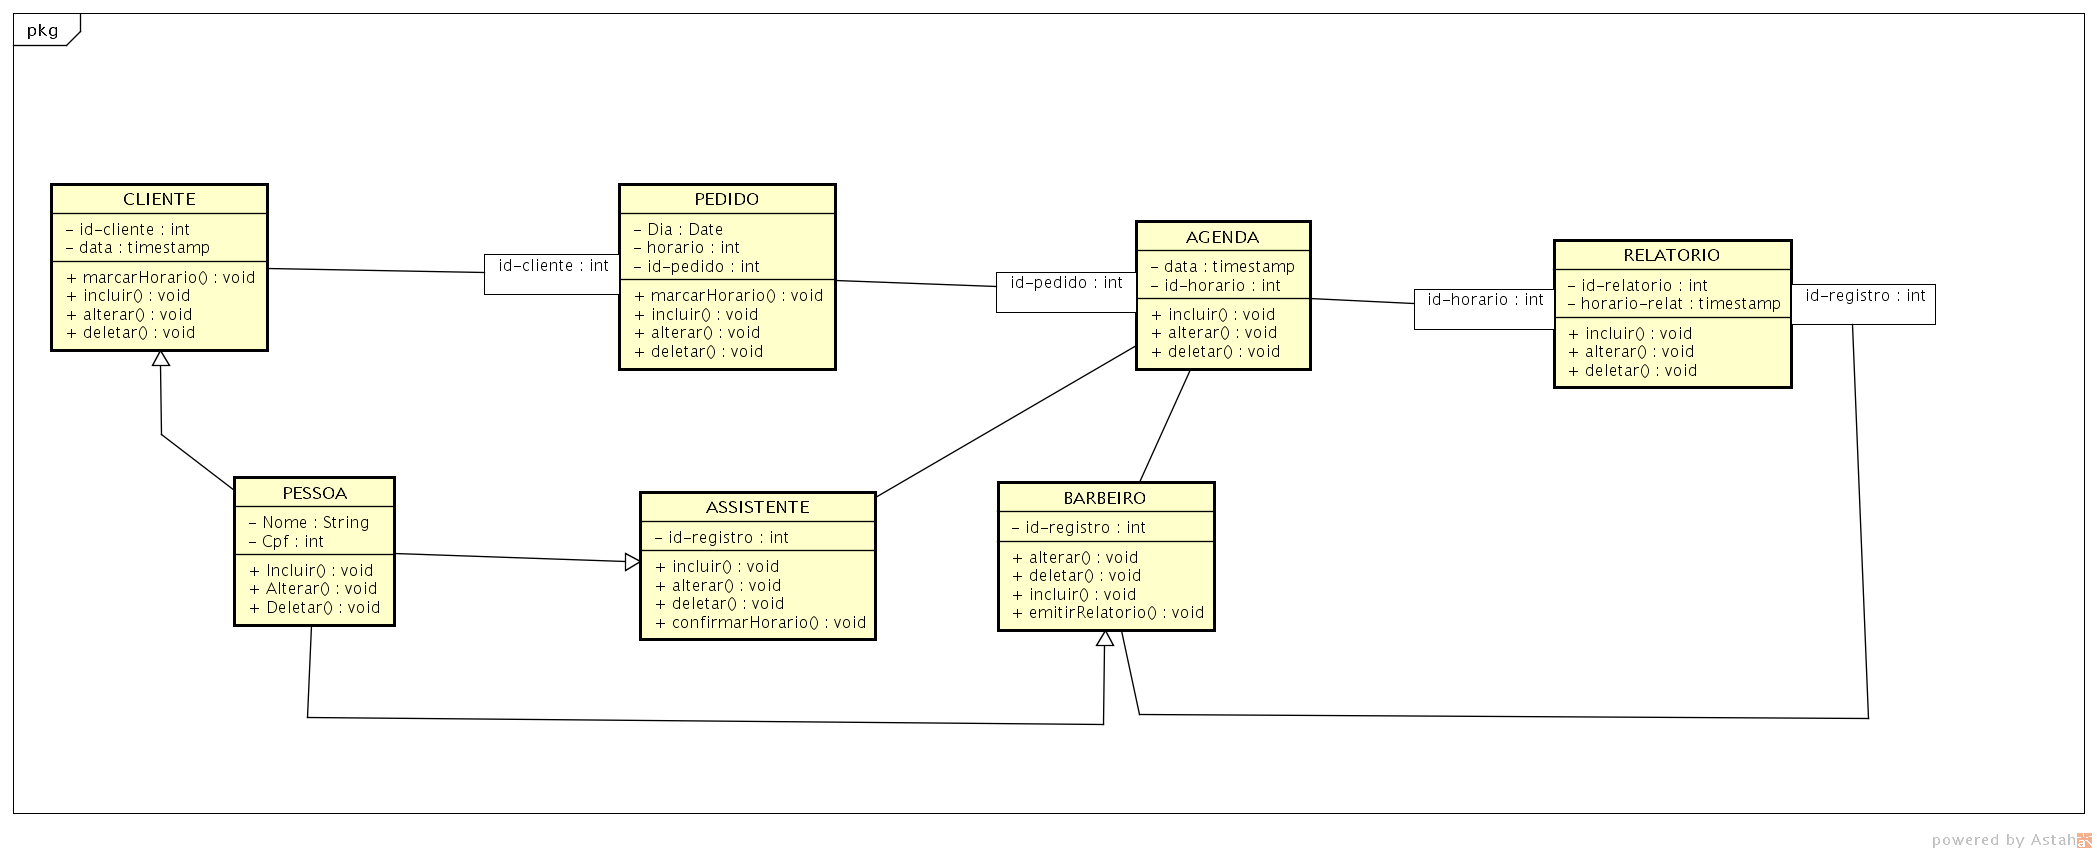 pkg
CLIENTE
- id-cliente : int
- data : timestamp
+ marcarHorario() : void
+ incluir() : void
+ alterar() : void
+ deletar() : void
id-cliente : int
PEDIDO
- Dia : Date
- horario : int
- id-pedido : int
+ marcarHorario() : void
+ incluir() : void
+ alterar() : void
+ deletar() : void
id-pedido : int
AGENDA
- data : timestamp
- id-horario : int
+ incluir() : void
+ alterar() : void
+ deletar() : void
id-horario : int
RELATORIO
- id-relatorio : int
- horario-relat : timestamp
+ incluir() : void
+ alterar() : void
+ deletar() : void
id-registro : int
PESSOA
- Nome : String
- Cpf : int
+ Incluir() : void
+ Alterar() : void
+ Deletar() : void
ASSISTENTE
- id-registro : int
+ incluir() : void
+ alterar() : void
+ deletar() : void
+ confirmarHorario() : void
BARBEIRO
- id-registro : int
+ alterar() : void
+ deletar() : void
+ incluir() : void
+ emitirRelatorio() : void
powered by Astah